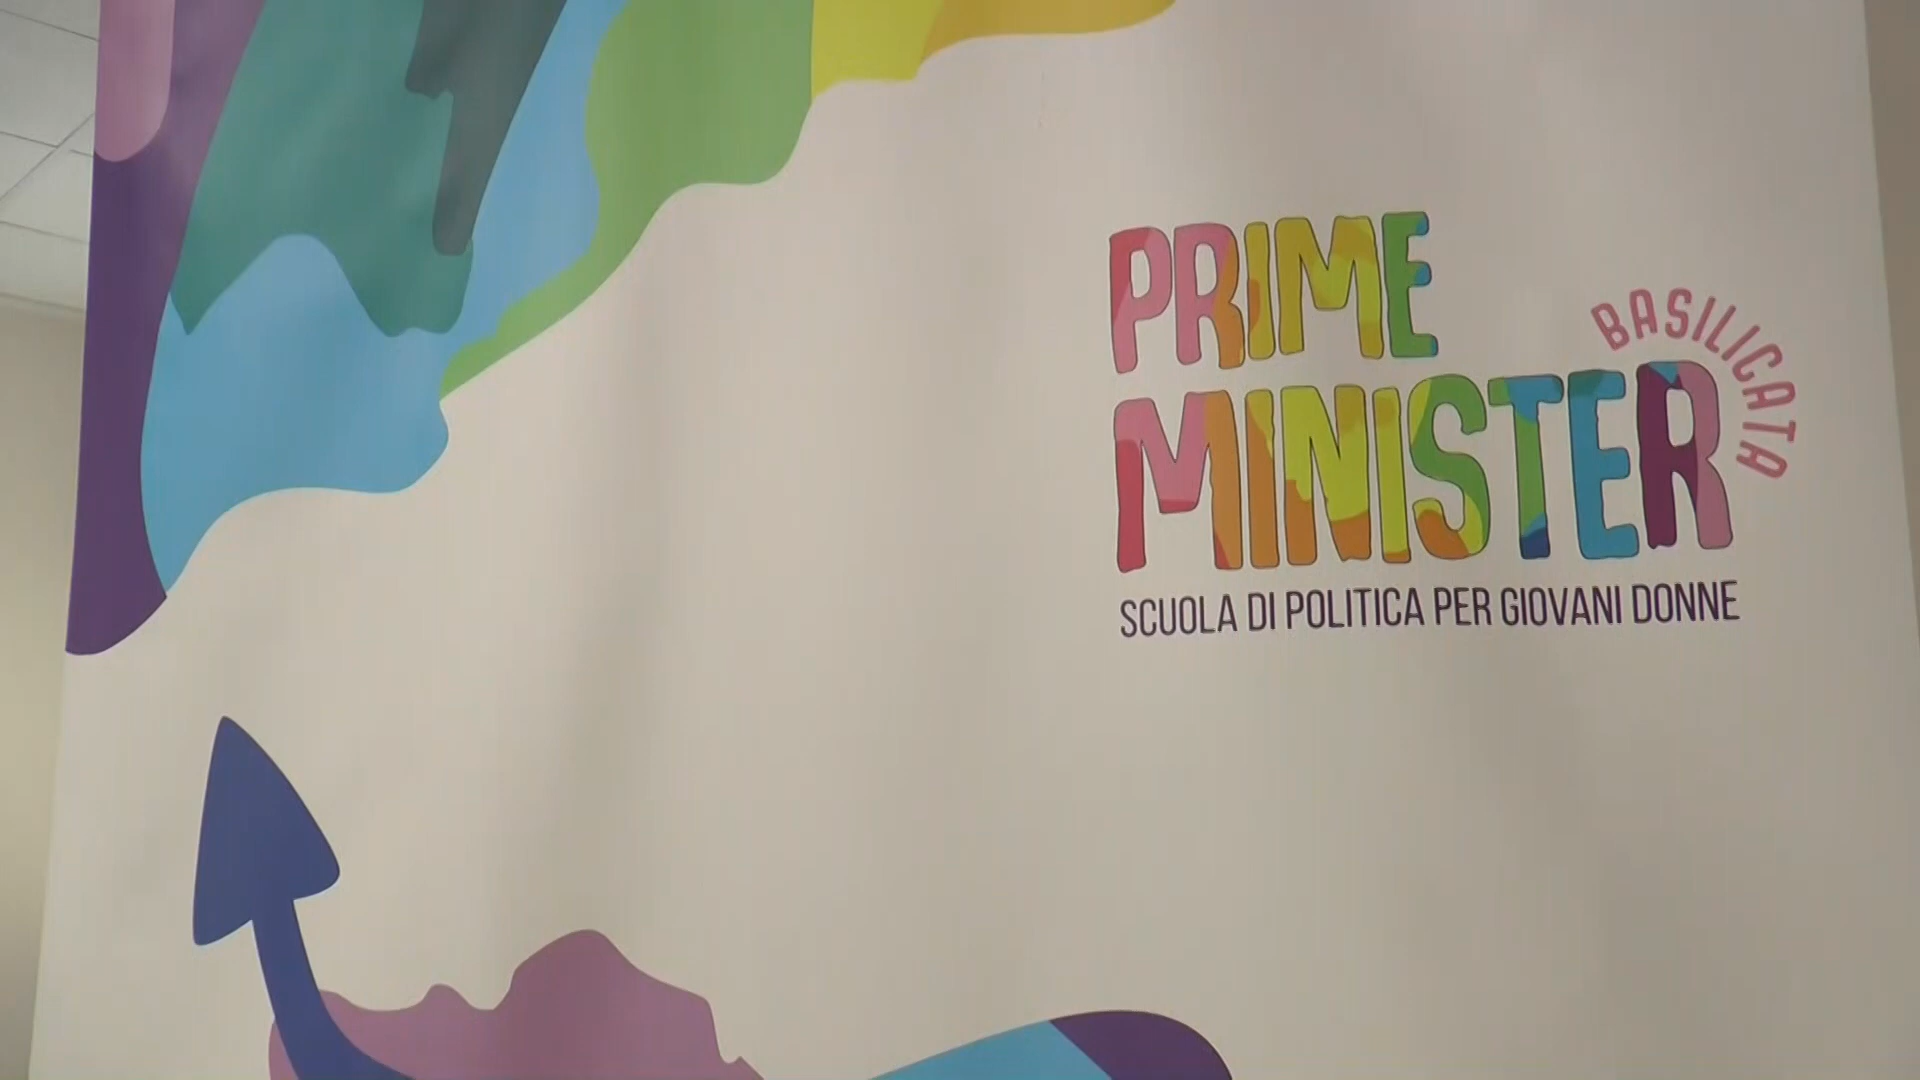 PRIME
MINISTER
BASILICATA
SCUOLA DI POLITICA PER GIOVANI DONNE